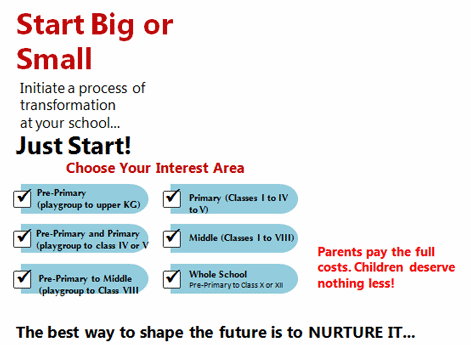 Start Big or
Small
Initiate a process of
transformation
at your school...
Just Start!
Choose Your Interest Area
Pre-Primary
(playgroup to upper KG)
Primary (Classes I to IV
to V)
Pre-Primary and Primary
(playgroup to class IV or V
Middle (Classes I to VIII)
Pre-Primary to Middle
(playgroup to Class VIII
Whole School
Pre-Primary to Class X or XII
Parents pay the full
costs. Children deserve
nothing less!
The best way to shape the future is to NURTURE IT...